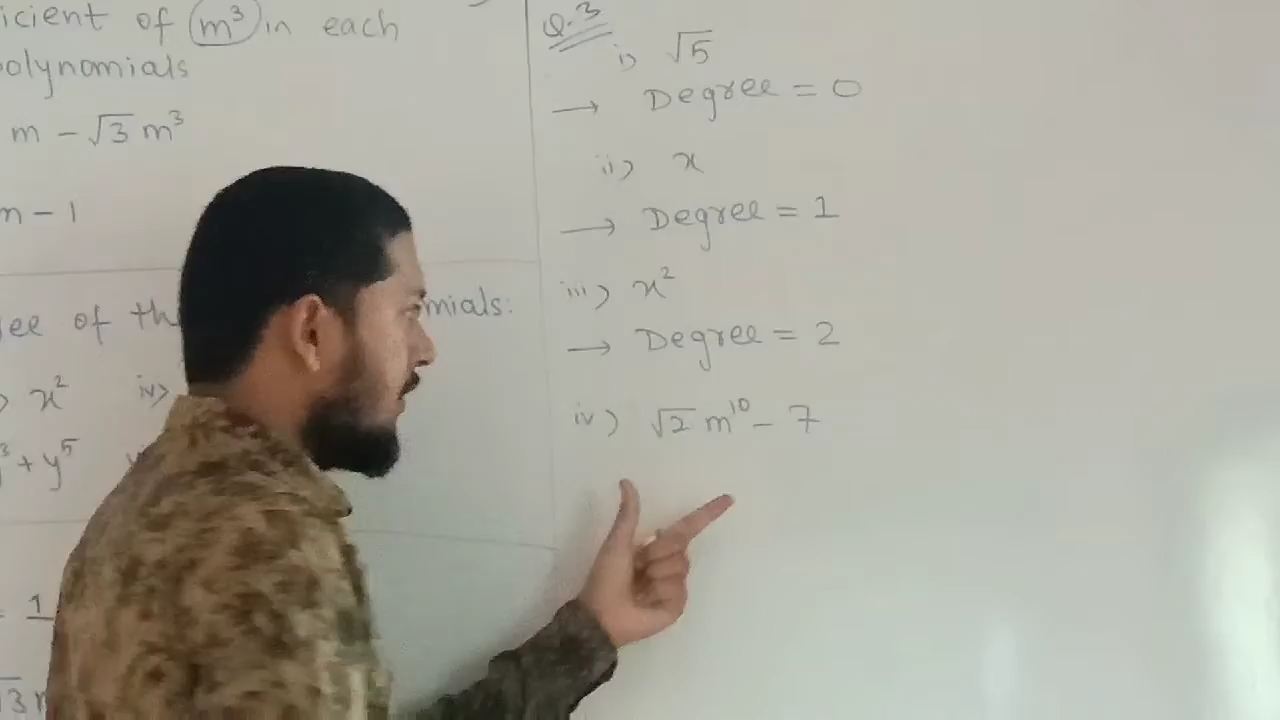 icient of m³ in each
polynomials
m - √3 m³
m - 1
ee of th mials:
> x² iv>
³ + y⁵
= 1
√3
Q.3
i> √5
→ Degree = 0
ii> x
→ Degree = 1
iii> x²
→ Degree = 2
iv) √2 m¹⁰ - 7